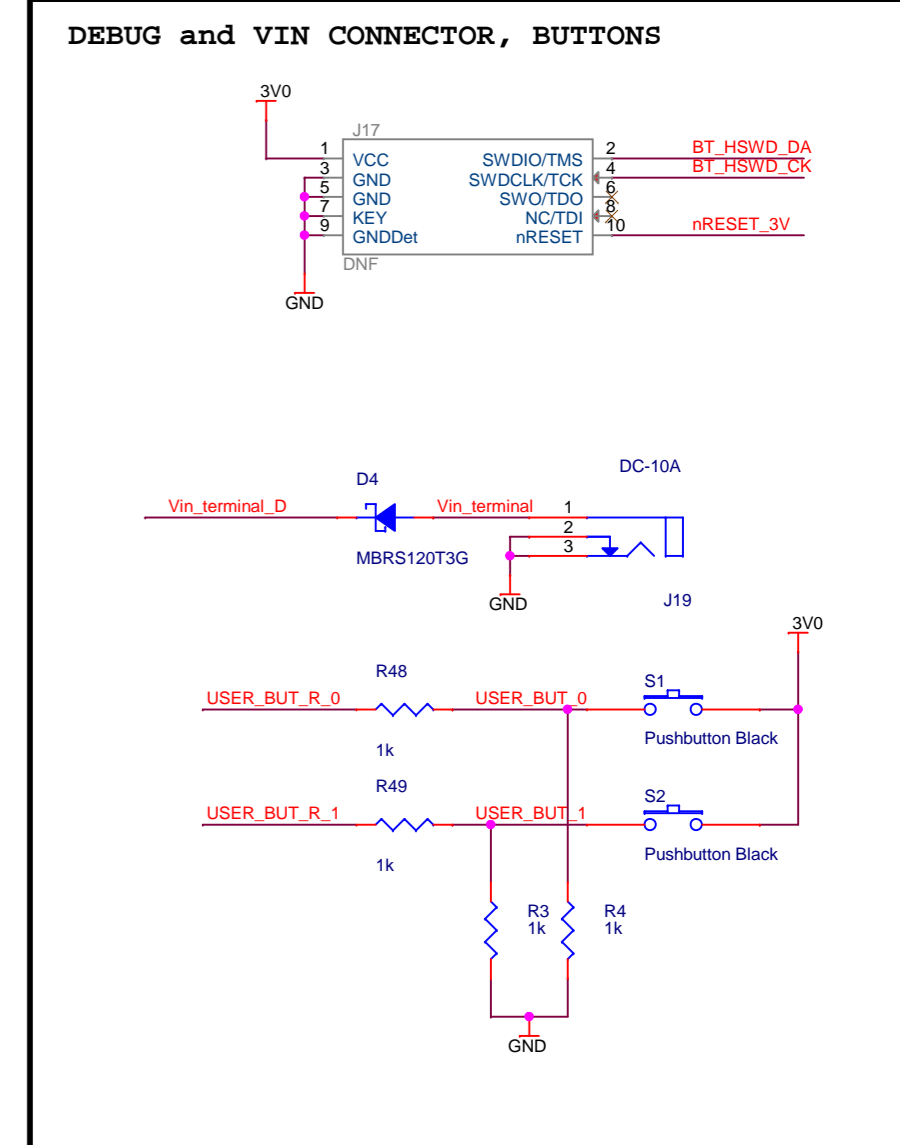 DEBUG and VIN CONNECTOR, BUTTONS
3V0
J17
1 VCC SWDIO/TMS 2 BT_HSWD_DA
3 GND SWDCLK/TCK 4 BT_HSWD_CK
5 GND SWO/TDO 6
7 KEY NC/TDI 8
9 GNDDet nRESET 10 nRESET_3V
DNF
GND
DC-10A
D4
Vin_terminal_D Vin_terminal 1
2
3
MBRS120T3G
GND
J19
3V0
R48
S1
USER_BUT_R_0 USER_BUT_0
Pushbutton Black
1k
R49
S2
USER_BUT_R_1 USER_BUT_1
Pushbutton Black
1k
R3 R4
1k 1k
GND